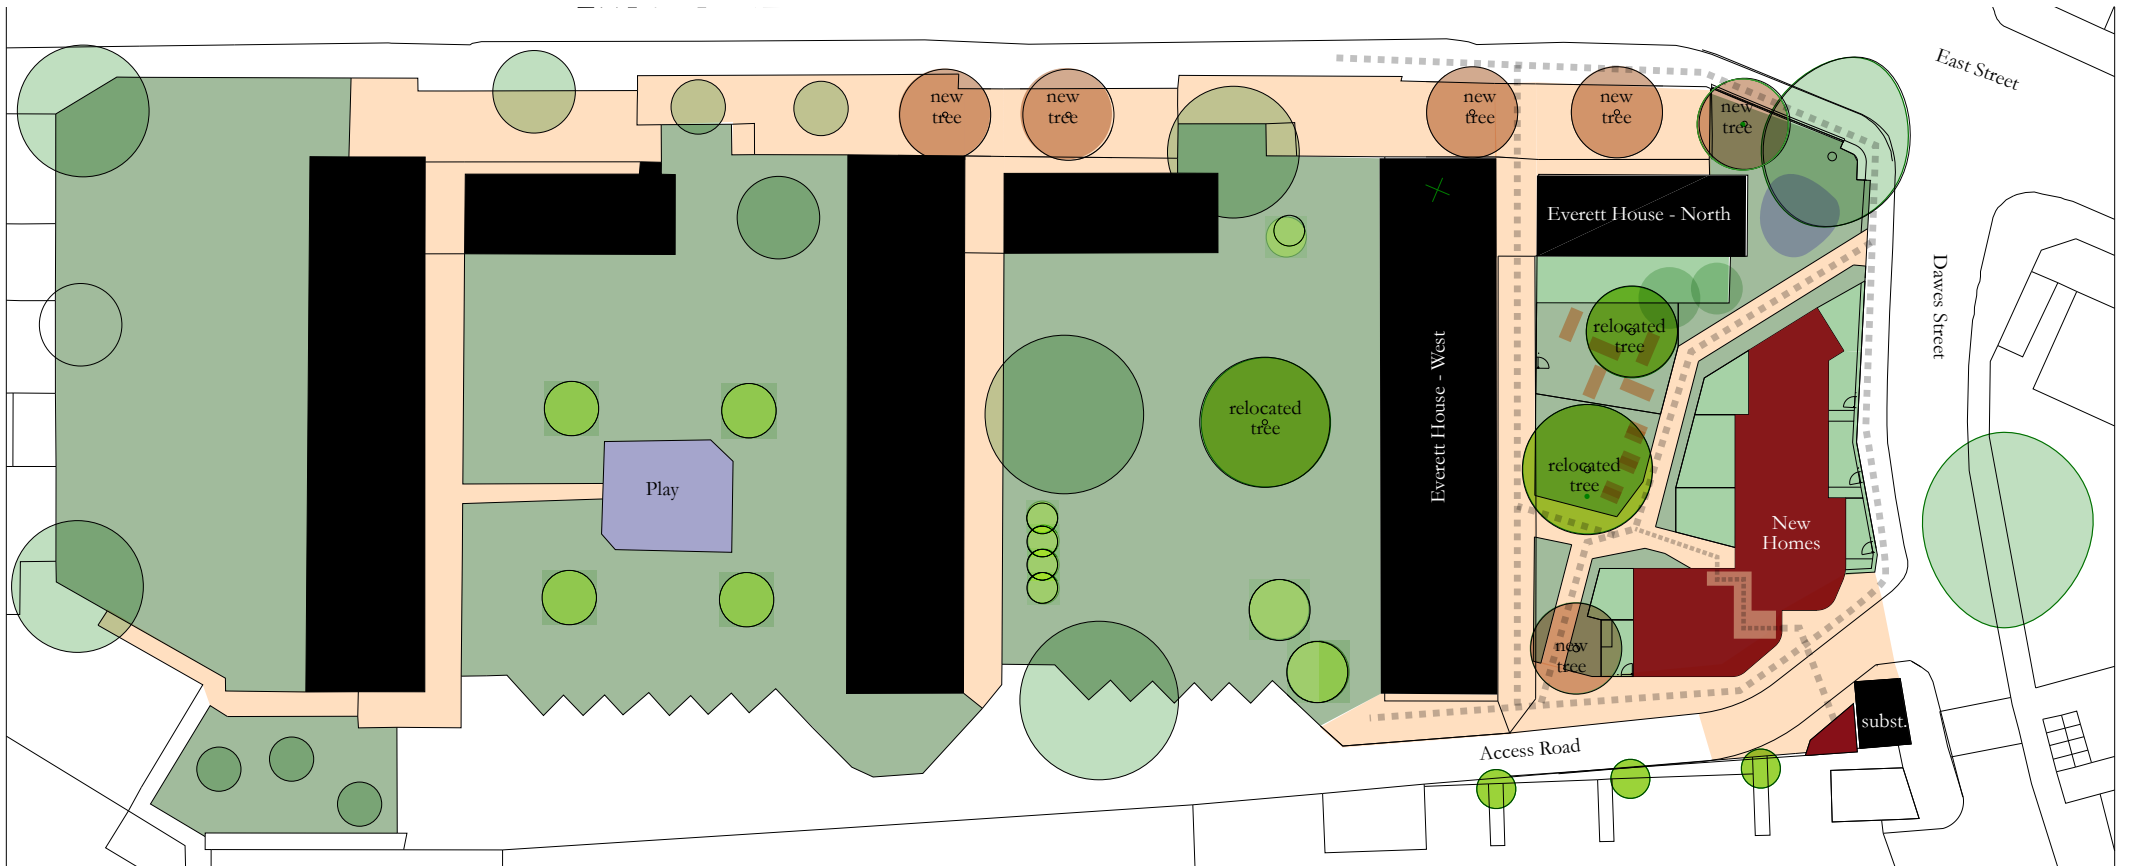 East Street
new
tree
new
tree
new
tree
new
tree
new
tree
Everett House - North
Dawes Street
relocated
tree
relocated
tree
Everett House - West
relocated
tree
Play
New
Homes
new
tree
subst.
Access Road